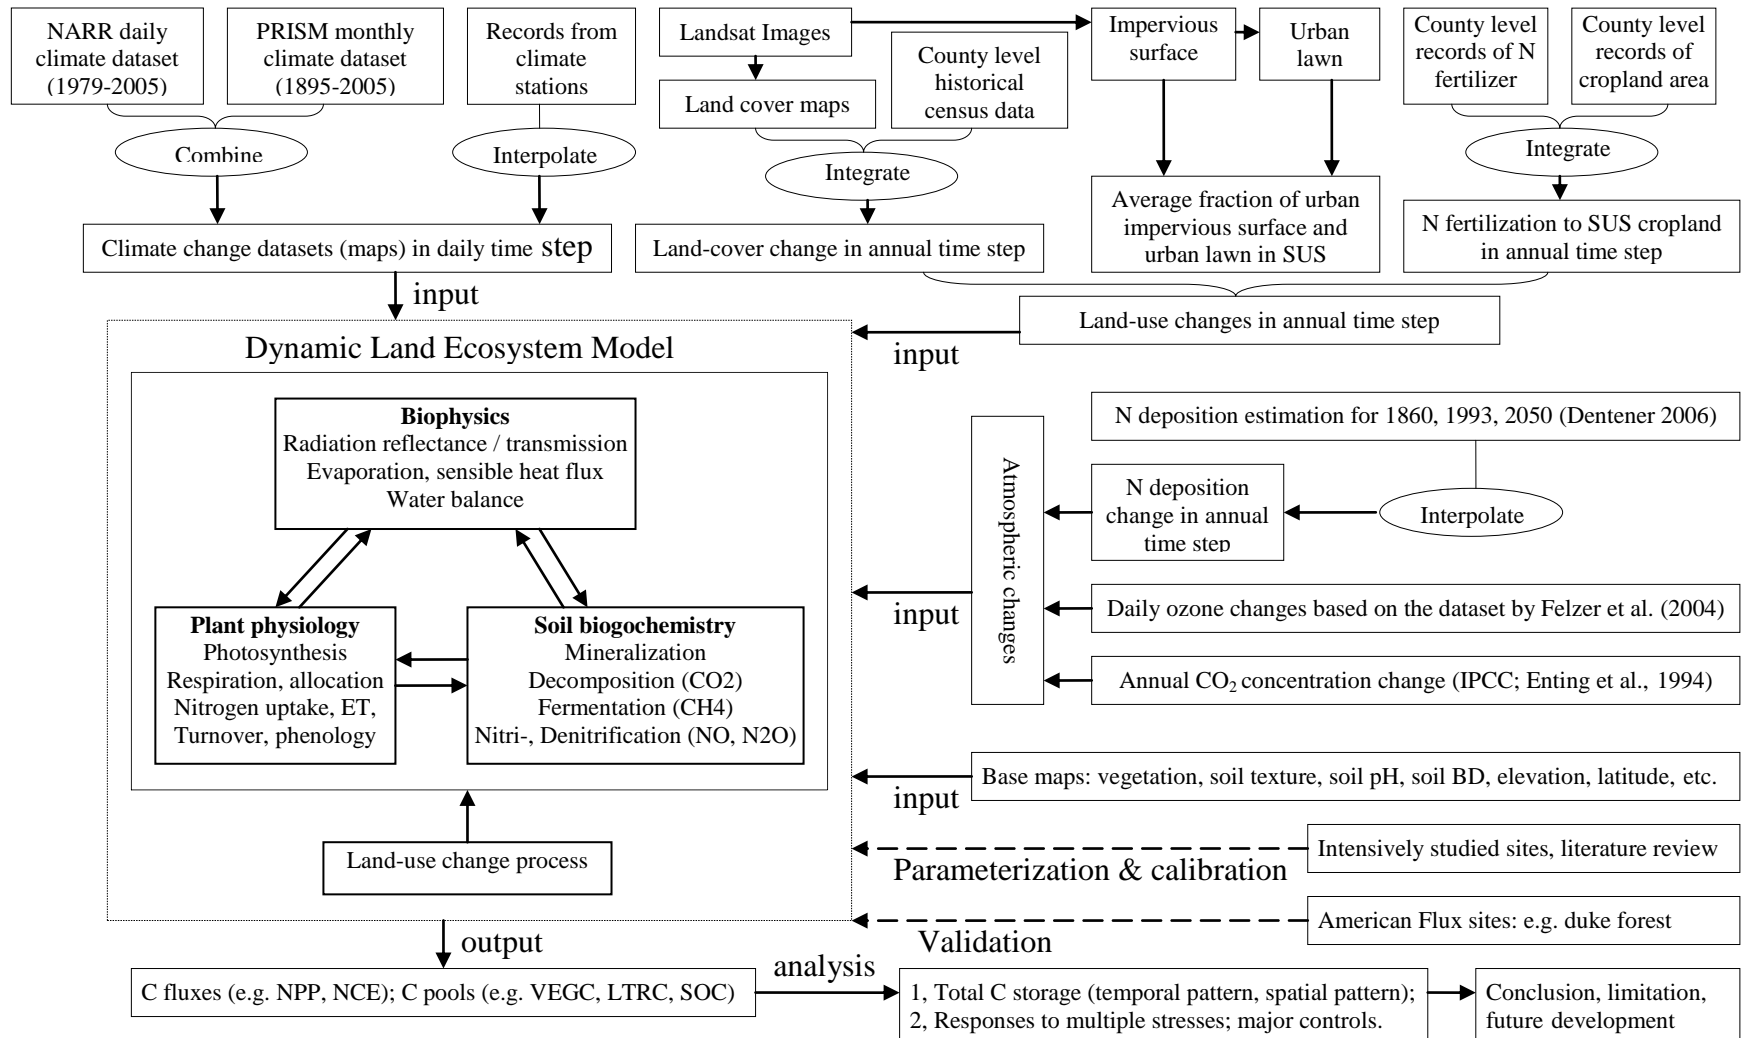 NARR daily
climate dataset
(1979-2005)
PRISM monthly
climate dataset
(1895-2005)
Records from
climate
stations
Landsat Images
Land cover maps
County level
historical
census data
Impervious
surface
Urban
lawn
County level
records of N
fertilizer
County level
records of
cropland area
Combine
Interpolate
Integrate
Integrate
Climate change datasets (maps) in daily time step
Land-cover change in annual time step
Average fraction of urban
impervious surface and
urban lawn in SUS
N fertilization to SUS cropland
in annual time step
input
Land-use changes in annual time step
input
Dynamic Land Ecosystem Model
Biophysics
Radiation reflectance / transmission
Evaporation, sensible heat flux
Water balance
Plant physiology
Photosynthesis
Respiration, allocation
Nitrogen uptake, ET,
Turnover, phenology
Soil biogochemistry
Mineralization
Decomposition (CO2)
Fermentation (CH4)
Nitri-, Denitrification (NO, N2O)
Land-use change process
N deposition estimation for 1860, 1993, 2050 (Dentener 2006)
Interpolate
N deposition
change in annual
time step
Atmospheric changes
input
Daily ozone changes based on the dataset by Felzer et al. (2004)
Annual CO2 concentration change (IPCC; Enting et al., 1994)
Base maps: vegetation, soil texture, soil pH, soil BD, elevation, latitude, etc.
input
Intensively studied sites, literature review
Parameterization & calibration
American Flux sites: e.g. duke forest
Validation
output
C fluxes (e.g. NPP, NCE); C pools (e.g. VEGC, LTRC, SOC)
analysis
1, Total C storage (temporal pattern, spatial pattern);
2, Responses to multiple stresses; major controls.
Conclusion, limitation,
future development